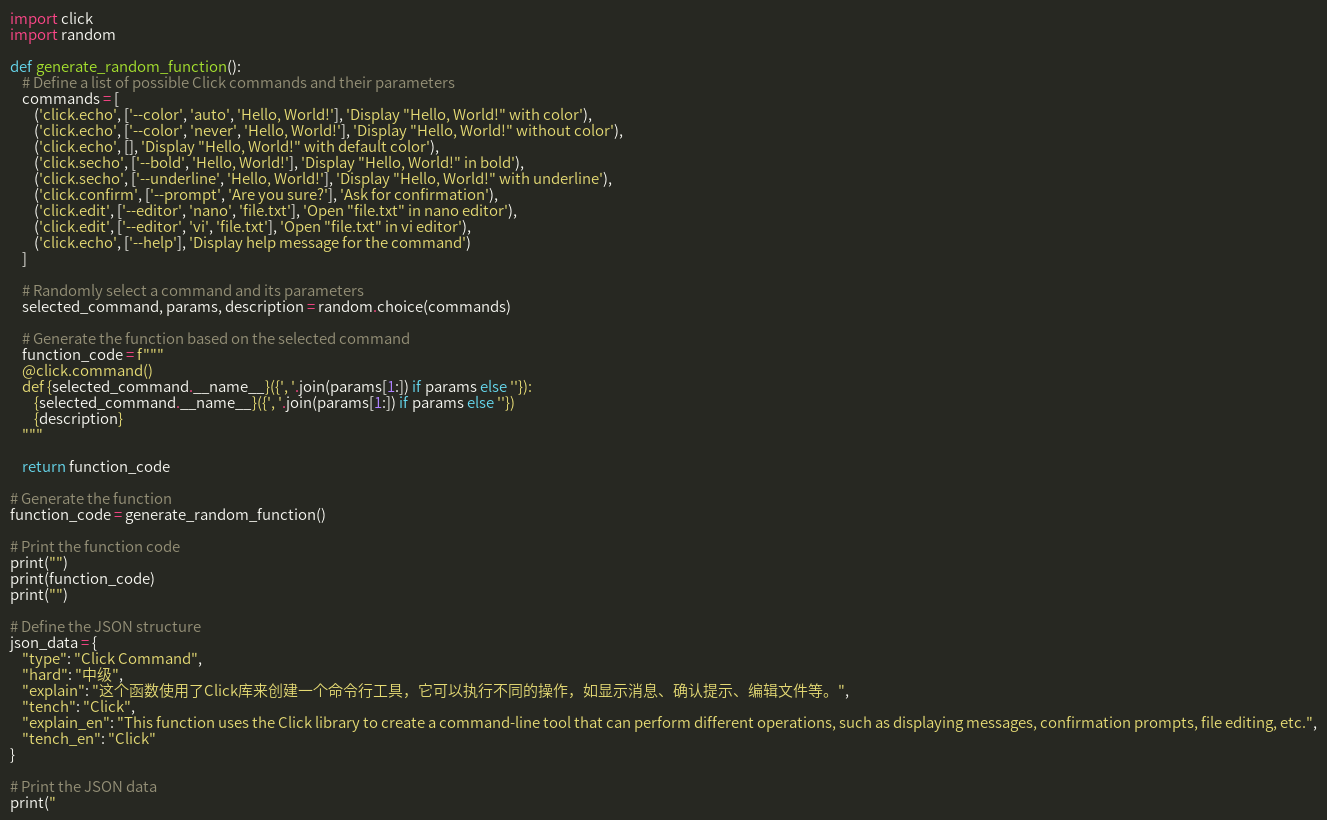 import click
import random

def generate_random_function():
    # Define a list of possible Click commands and their parameters
    commands = [
        ('click.echo', ['--color', 'auto', 'Hello, World!'], 'Display "Hello, World!" with color'),
        ('click.echo', ['--color', 'never', 'Hello, World!'], 'Display "Hello, World!" without color'),
        ('click.echo', [], 'Display "Hello, World!" with default color'),
        ('click.secho', ['--bold', 'Hello, World!'], 'Display "Hello, World!" in bold'),
        ('click.secho', ['--underline', 'Hello, World!'], 'Display "Hello, World!" with underline'),
        ('click.confirm', ['--prompt', 'Are you sure?'], 'Ask for confirmation'),
        ('click.edit', ['--editor', 'nano', 'file.txt'], 'Open "file.txt" in nano editor'),
        ('click.edit', ['--editor', 'vi', 'file.txt'], 'Open "file.txt" in vi editor'),
        ('click.echo', ['--help'], 'Display help message for the command')
    ]

    # Randomly select a command and its parameters
    selected_command, params, description = random.choice(commands)

    # Generate the function based on the selected command
    function_code = f"""
    @click.command()
    def {selected_command.__name__}({', '.join(params[1:]) if params else ''}):
        {selected_command.__name__}({', '.join(params[1:]) if params else ''})
        {description}
    """

    return function_code

# Generate the function
function_code = generate_random_function()

# Print the function code
print("")
print(function_code)
print("")

# Define the JSON structure
json_data = {
    "type": "Click Command",
    "hard": "中级",
    "explain": "这个函数使用了Click库来创建一个命令行工具，它可以执行不同的操作，如显示消息、确认提示、编辑文件等。",
    "tench": "Click",
    "explain_en": "This function uses the Click library to create a command-line tool that can perform different operations, such as displaying messages, confirmation prompts, file editing, etc.",
    "tench_en": "Click"
}

# Print the JSON data
print("